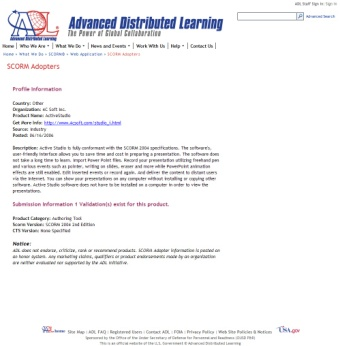 ADL Staff Sign In: Sign In
ADL
Advanced Distributed Learning
Advanced Distributed Learning
The Power of Global Collaboration
Advanced Search
Home | Who We Are | What We Do | News and Events | Work With Us | Help | Contact Us |
Home > What We Do > SCORM® > Web Application > SCORM Adopters
SCORM Adopters
Profile Information
Country: Other
Organization: 4C Soft Inc.
Product Name: ActiveStudio
Get More Info:
Source: Industry
Posted: 06/16/2006
Description: Active Studio is fully conformant with the SCORM 2004 specifications. The software's,
user-friendly interface allows you to save time and cost in preparing a presentation. The software does
not take a long time to learn. Import Power Point files. Record your presentation utilizing freehand pen
and various events such as pointer, writing on slides, eraser and more while PowerPoint animation
effects are still enabled. Edit inserted events or record again, and deliver the content to distant users
via the Internet. You can show your presentations on any computer without installing or copying other
software. Active Studio software does not have to be installed on a computer in order to view the
presentations.
Submission Information 1 Validation(s) exist for this product.
Product Category: Authoring Tool
Scorm Version: SCORM 2004 2nd Edition
CTS Version: None Specified
Notice:
ADL does not endorse, criticize, rank or recommend products. SCORM adopter information is posted on
an honor system. Any marketing claims, qualifiers or product endorsements made by an organization
are neither evaluated nor supported by the ADL Initiative.
Site Map | ADL FAQ | Registered Users | Contact ADL | FOIA | Privacy Policy | Web Site Policies & Notices
USA.gov
Sponsored by the Office of the Under Secretary of Defense for Personnel and Readiness (OUSD P&R)
This is an official website of the U.S. Government © Advanced Distributed Learning